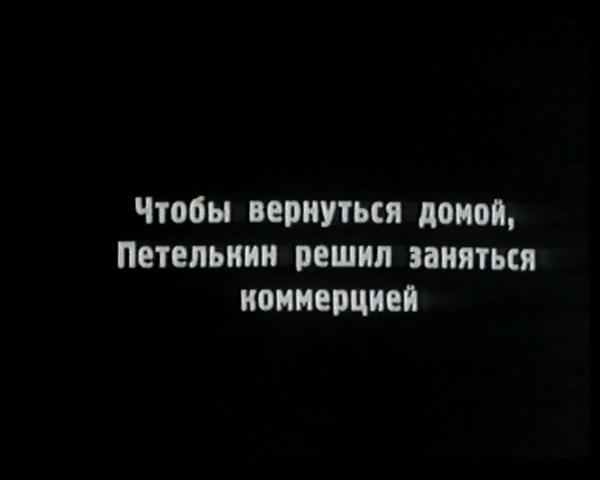 Чтобы вернуться домой,
Петелькин решил заняться
коммерцией